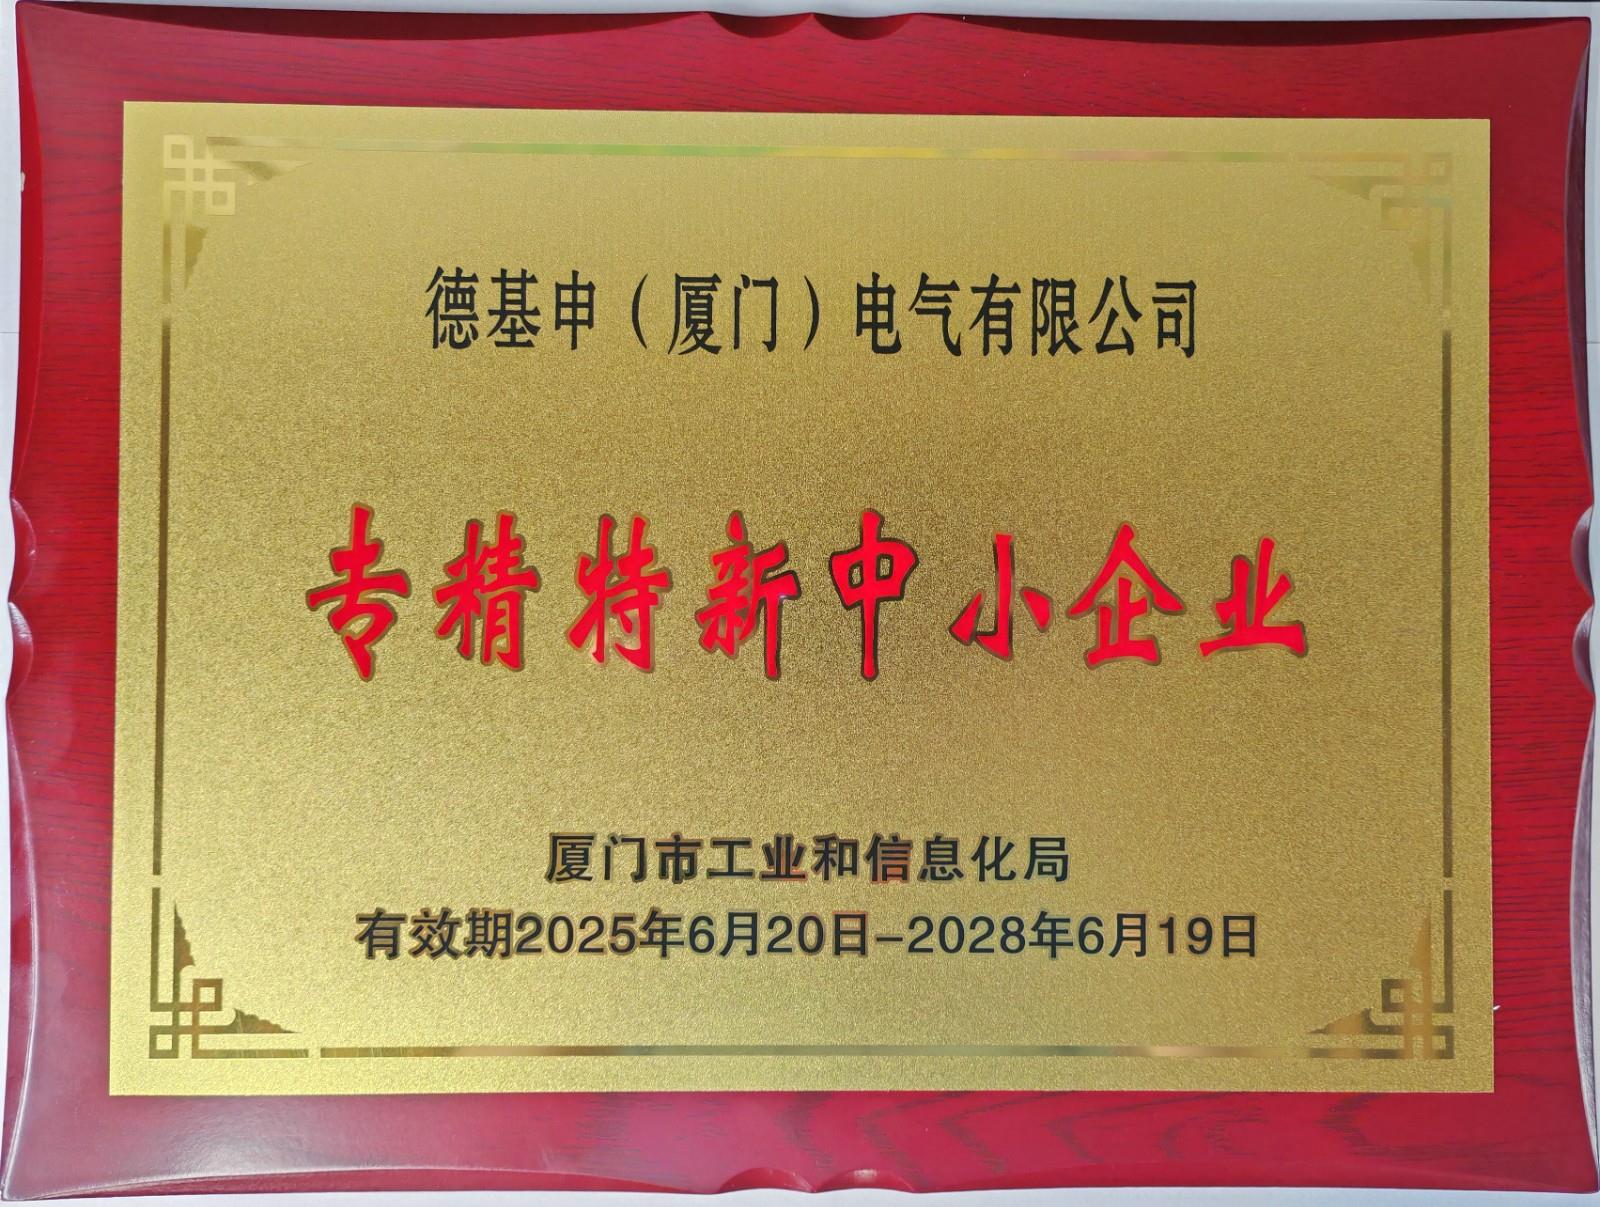 德基申（厦门）电气有限公司
专精特新中小企业
厦门市工业和信息化局
有效期2025年6月20日-2028年6月19日